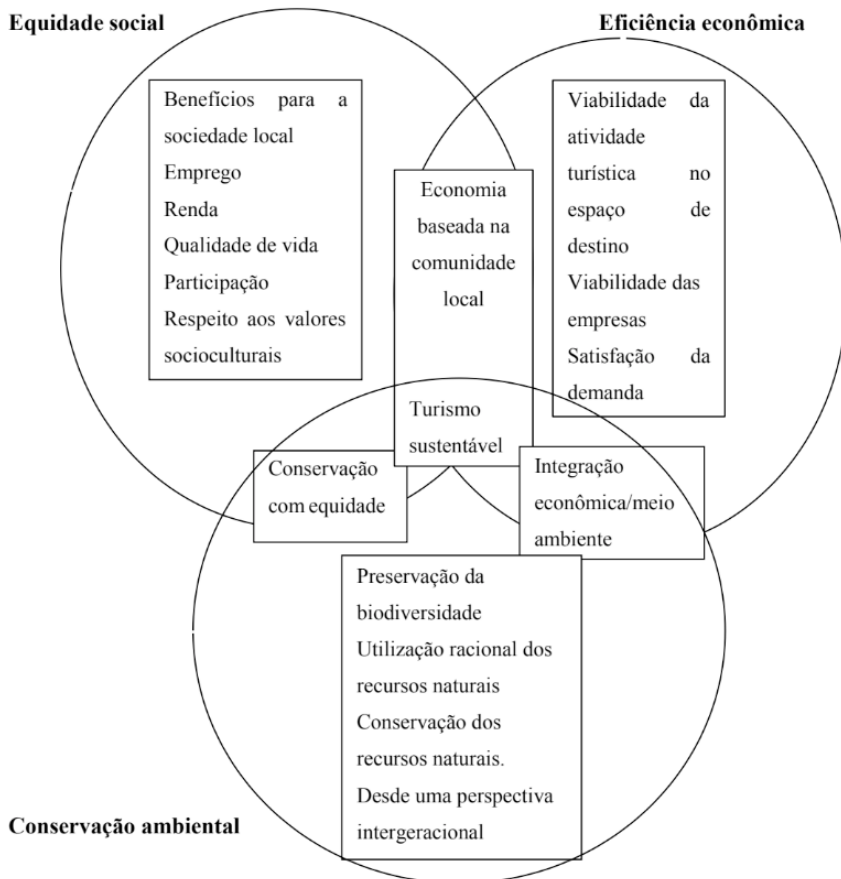 Equidade social
Eficiência econômica
Benefícios para a
sociedade local
Emprego
Renda
Qualidade de vida
Participação
Respeito aos valores
socioculturais
Economia
baseada na
comunidade
local
Viabilidade da
atividade
turística no
espaço de
destino
Viabilidade das
empresas
Satisfação da
demanda
Turismo
sustentável
Conservação
com equidade
Integração
econômica/meio
ambiente
Preservação da
biodiversidade
Utilização racional dos
recursos naturais
Conservação dos
recursos naturais.
Desde uma perspectiva
intergeracional
Conservação ambiental